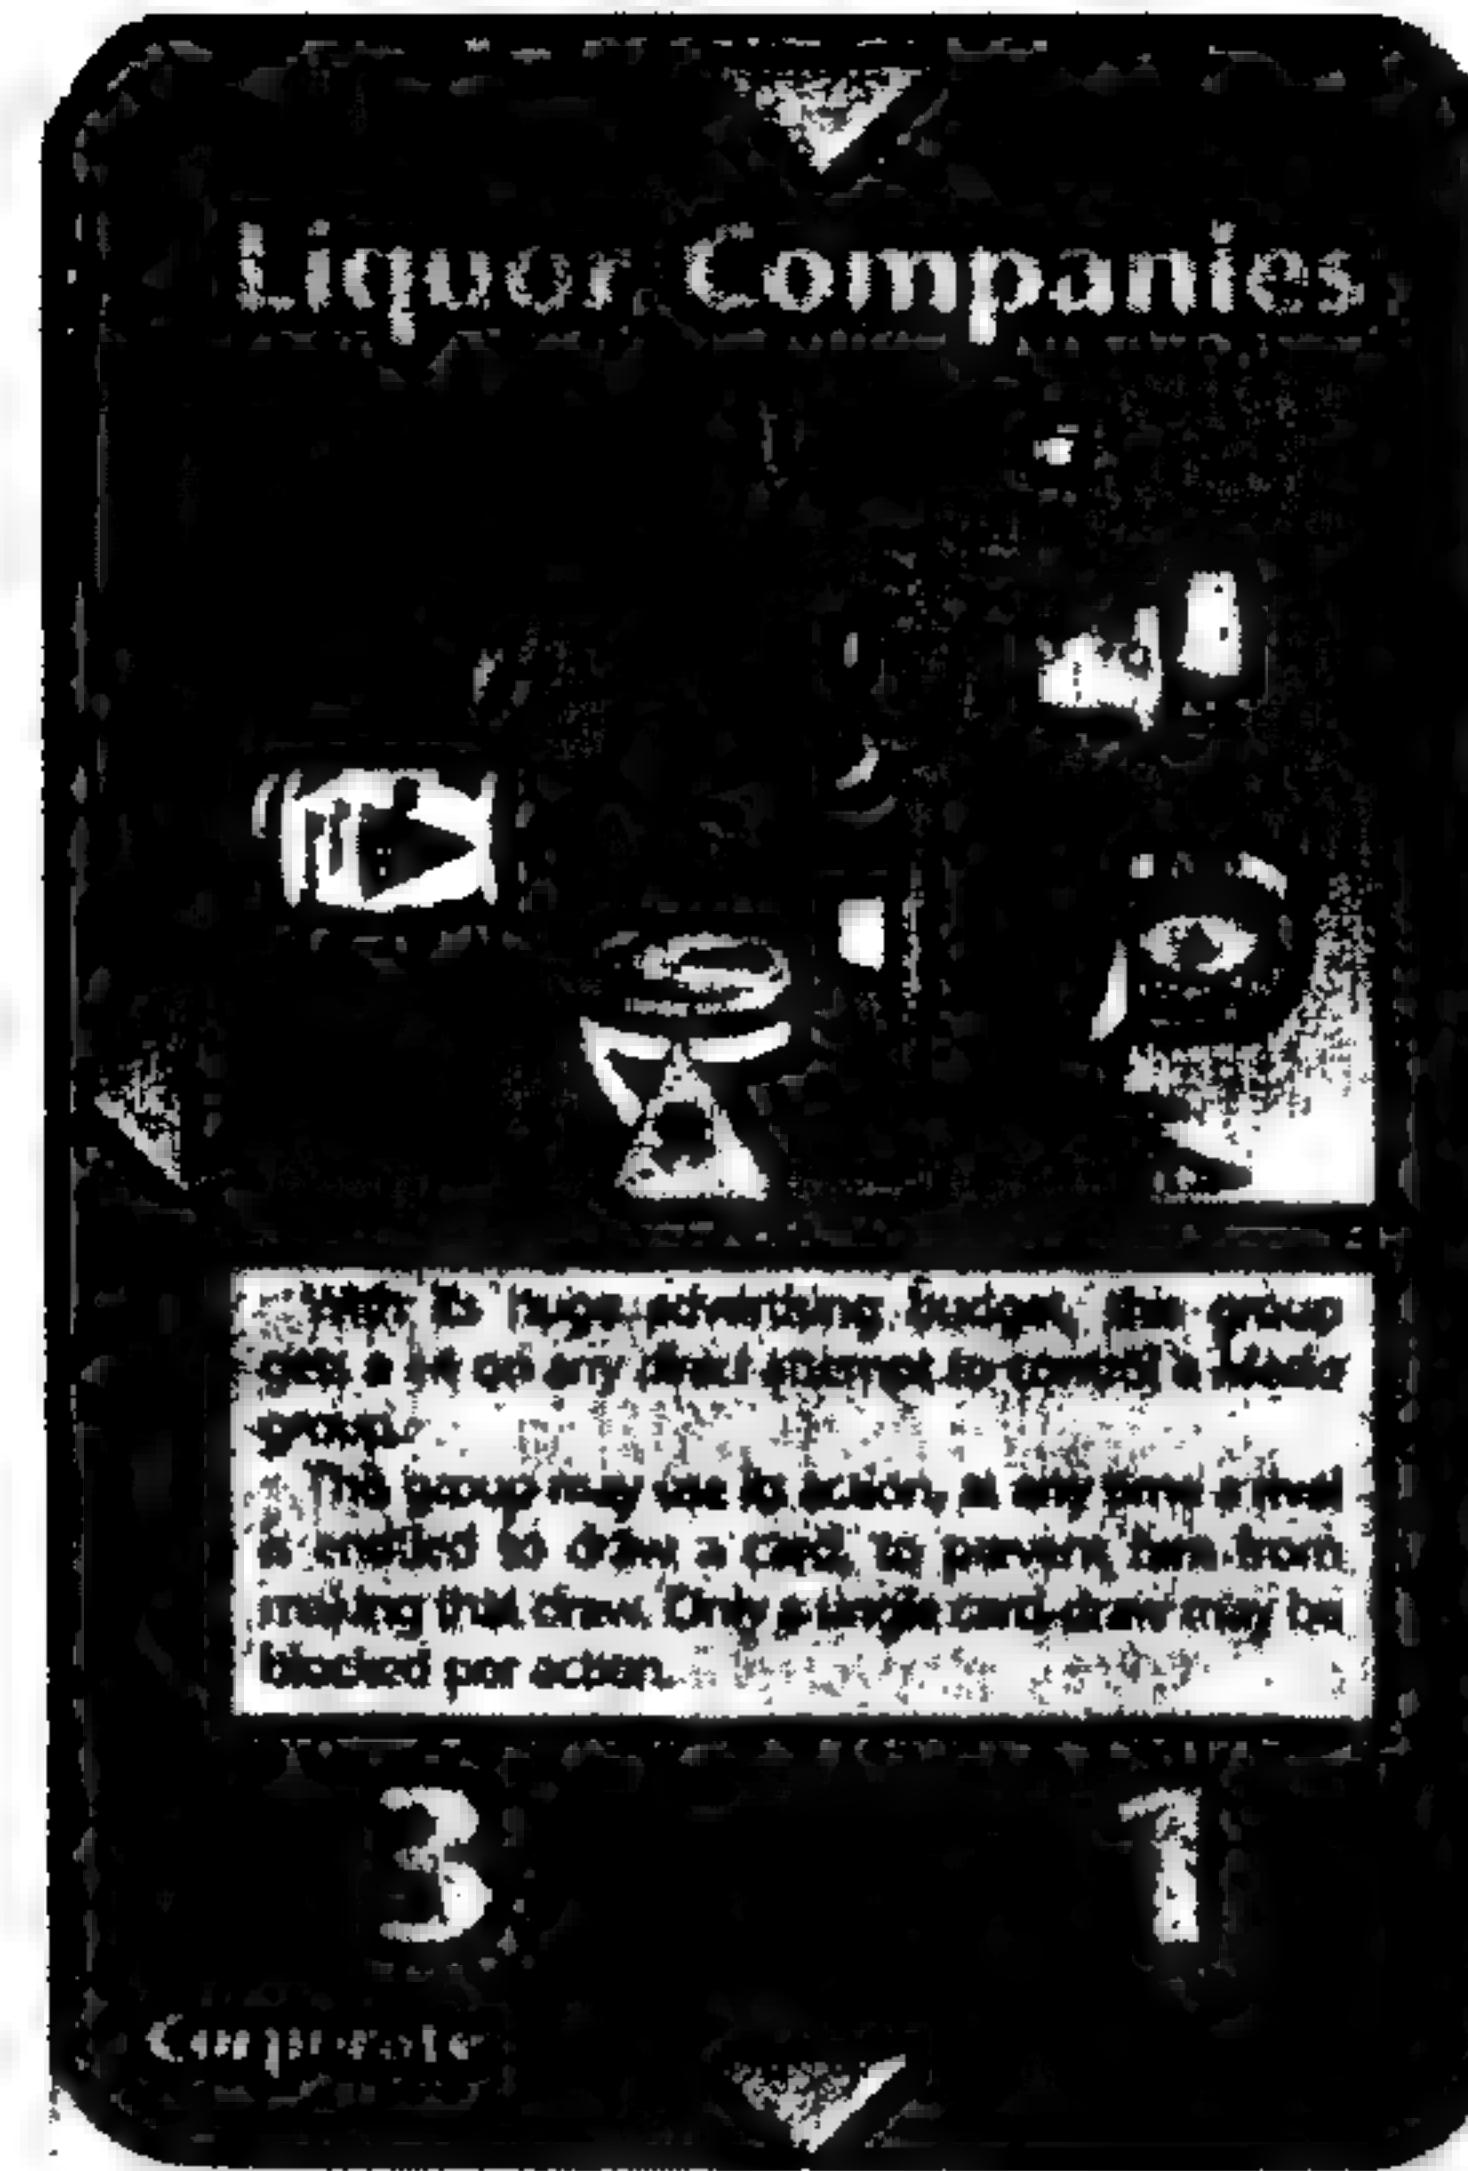 Liquor Companies
With its huge advertising budget, this group
gets a on any direct attempt to control a Media
group.
This group may use its action, at any time a rival
is entitled to draw a card, to prevent him from
making that draw. Only a single card-draw may be
blocked per action.
3 1
Corporate